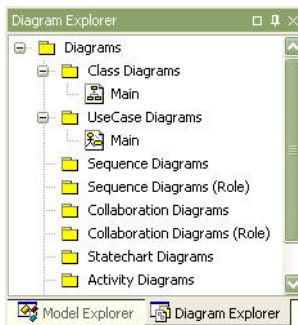 Diagram Explorer
Diagrams
Class Diagrams
Main
UseCase Diagrams
Main
Sequence Diagrams
Sequence Diagrams (Role)
Collaboration Diagrams
Collaboration Diagrams (Role)
Statechart Diagrams
Activity Diagrams
Model Explorer Diagram Explorer